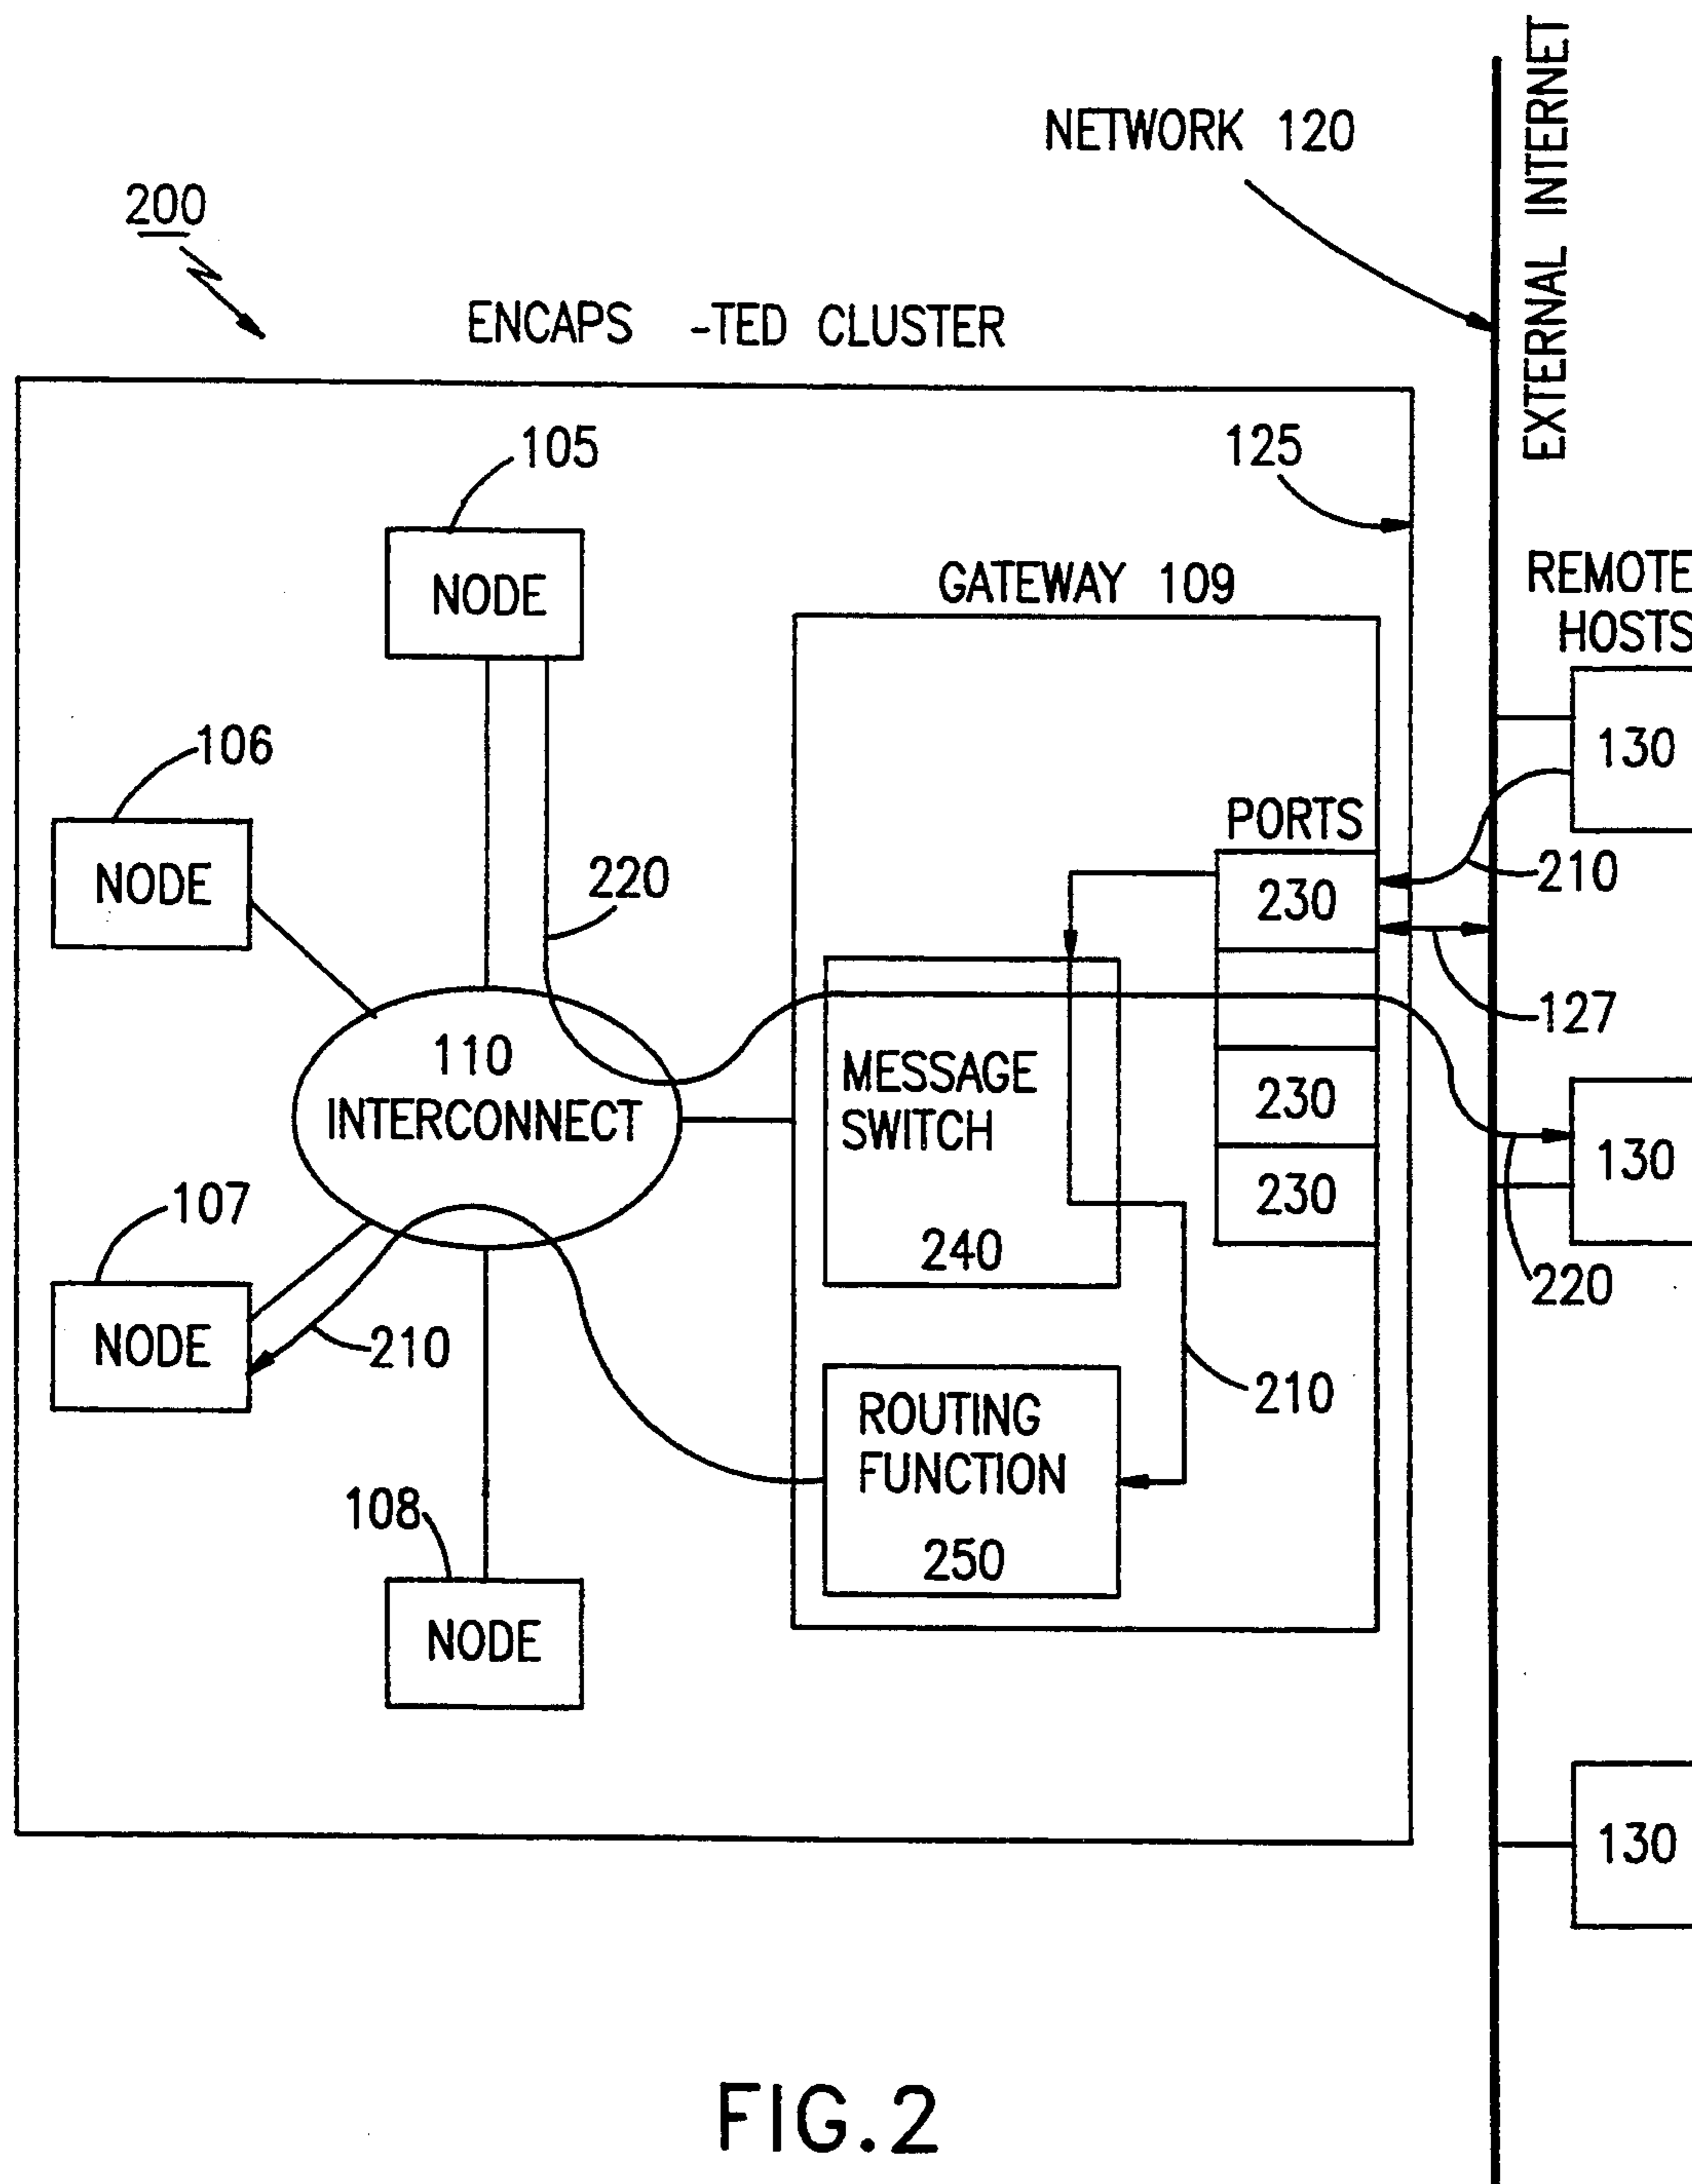 EXTERNAL INTERNET
NETWORK 120
200
ENCAPS -TED CLUSTER
105
125
NODE
GATEWAY 109
REMOTE
HOSTS
106
130
NODE
220
PORTS
230
210
127
110
INTERCONNECT
MESSAGE
SWITCH
230
230
130
107
240
220
NODE
210
210
ROUTING
FUNCTION
250
108
NODE
130
FIG.2